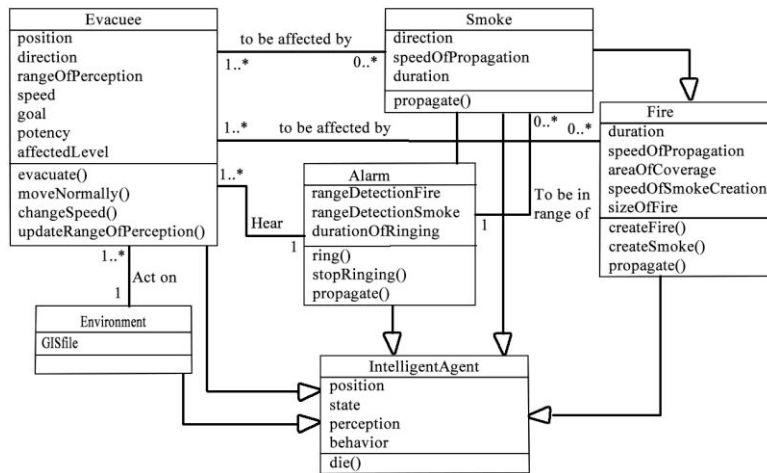 Evacuee
position
direction
rangeOfPerception
speed
goal
potency
affectedLevel
evacuate()
moveNormally()
changeSpeed()
updateRangeOfPerception()
to be affected by
1..*
0..*
Smoke
direction
speedOfPropagation
duration
propagate()
0..*
1..*
to be affected by
0..*
Fire
duration
speedOfPropagation
areaOfCoverage
speedOfSmokeCreation
sizeOfFire
createFire()
createSmoke()
propagate()
1..*
Hear
1
Alarm
rangeDetectionFire
rangeDetectionSmoke
durationOfRinging
ring()
stopRinging()
propagate()
1
To be in
range of
1..*
Act on
1
Environment
GISfile
IntelligentAgent
position
state
perception
behavior
die()